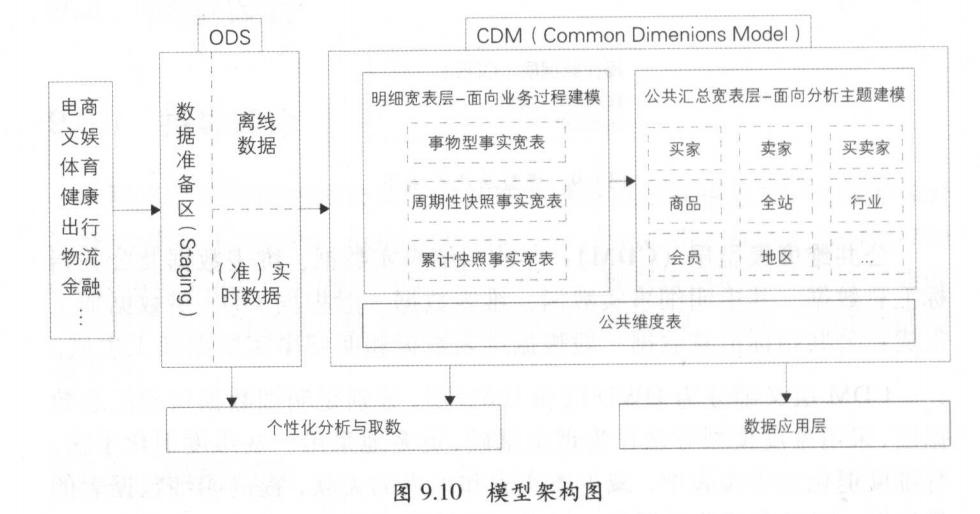 ODS
CDM ( Common Dimenions Model )
电商
文娱
体育
健康
出行
物流
金融
…
数据准备区(Staging)
离线
数据
(准)实
时数据
明细宽表层-面向业务过程建模
事物型事实宽表
周期性快照事实宽表
累计快照事实宽表
公共汇总宽表层-面向分析主题建模
买家 卖家 买卖家
商品 全站 行业
会员 地区
公共维度表
个性化分析与取数
数据应用层
图 9.10 模型架构图